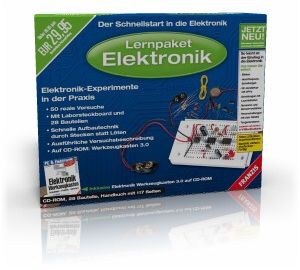 Der Schnellstart in die Elektronik
EUR 29,95
JETZT
NEU!
Lernpaket
Elektronik
Elektronik-Experimente
in der Praxis
• 50 reale Versuche
• Mit Laborsteckboard und
28 Bauteilen
• Schnelle Aufbautechnik
durch Stecken statt Löten
• Ausführliche Versuchsbeschreibung
• Auf CD-ROM: Werkzeugkasten 3.0
Elektronik
Werkzeugkasten
Inklusive Elektronik Werkzeugkasten 3.0 auf CD-ROM
CD-ROM, 28 Bauteile, Handbuch mit 117 Seiten
FRANZIS